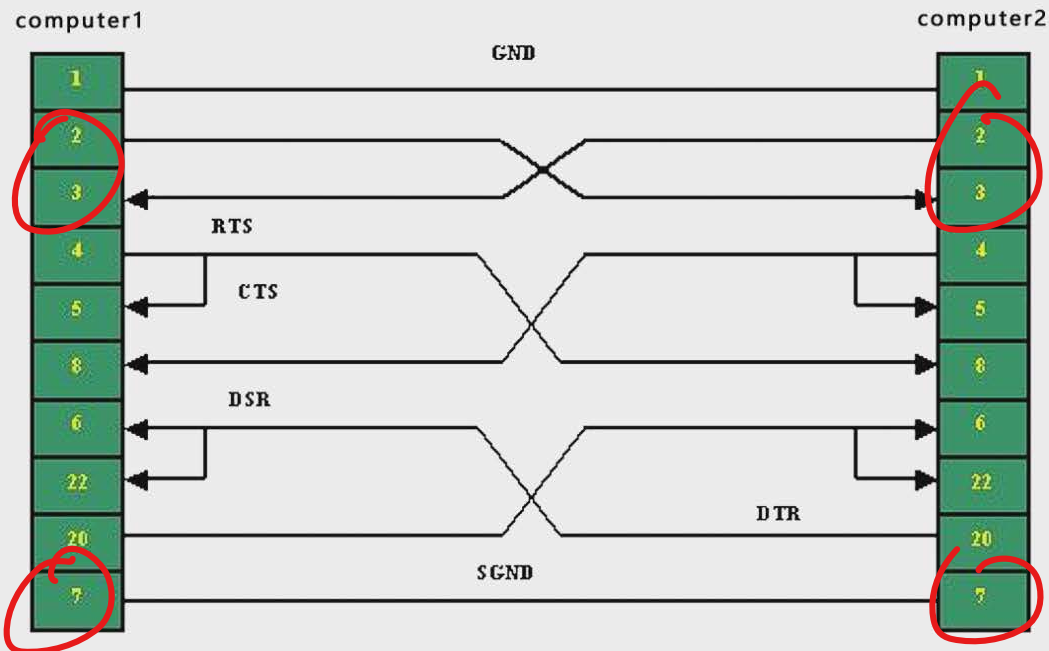 computer1 computer2
GND
1 1
2 2
3 3
RTS
4 4
CTS
5 5
8 8
DSR
6 6
22 22
DTR
20 20
SGND
7 7